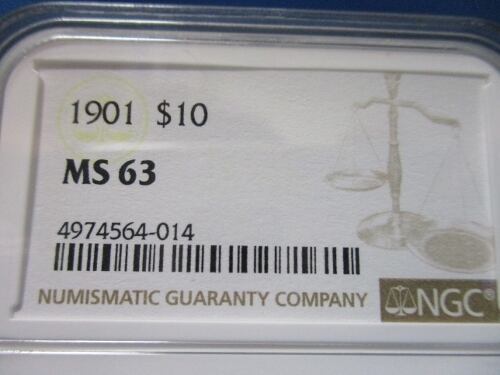 1901 $10
MS 63
4974564-014
NUMISMATIC GUARANTY COMPANY
NGC®